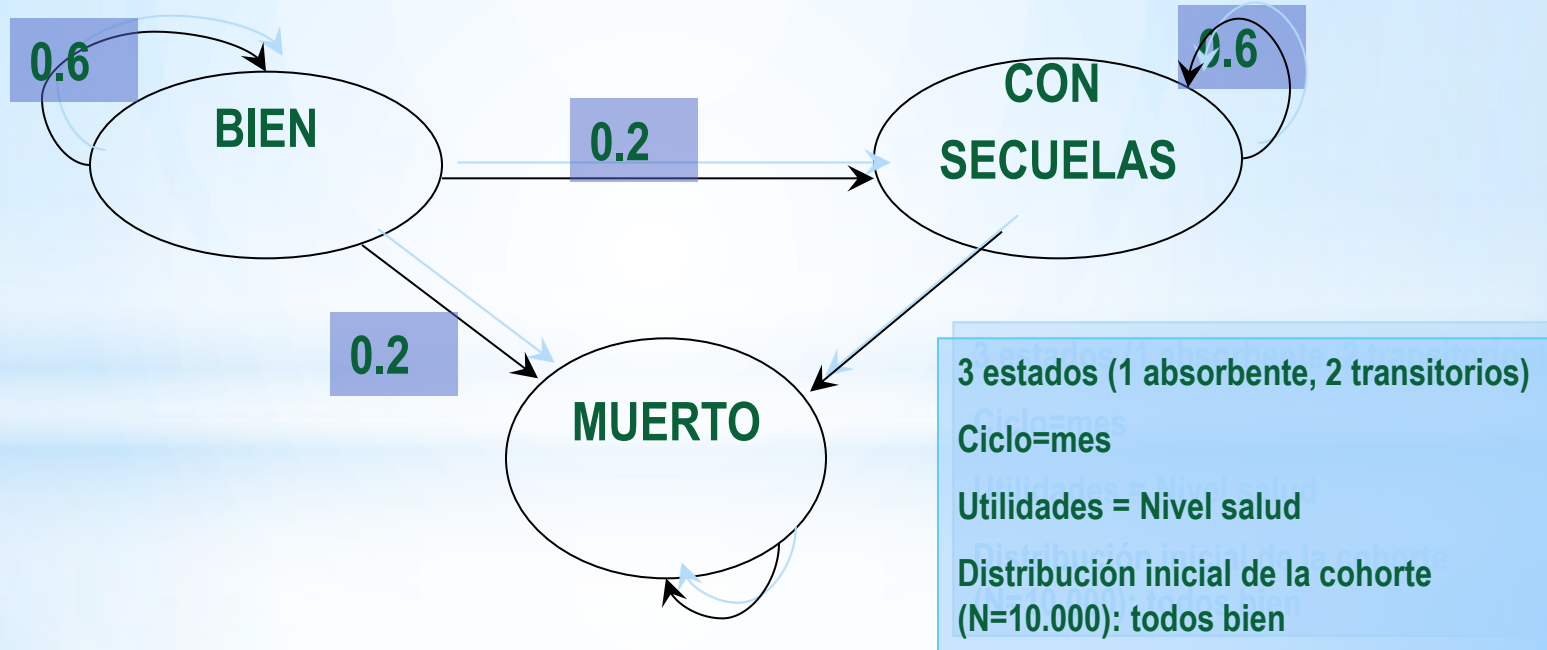 0.6
BIEN
0.2
CON
SECUELAS
0.6
0.2
MUERTO
3 estados (1 absorbente, 2 transitorios)
Ciclo=mes
Utilidades = Nivel salud
Distribución inicial de la cohorte
(N=10.000): todos bien